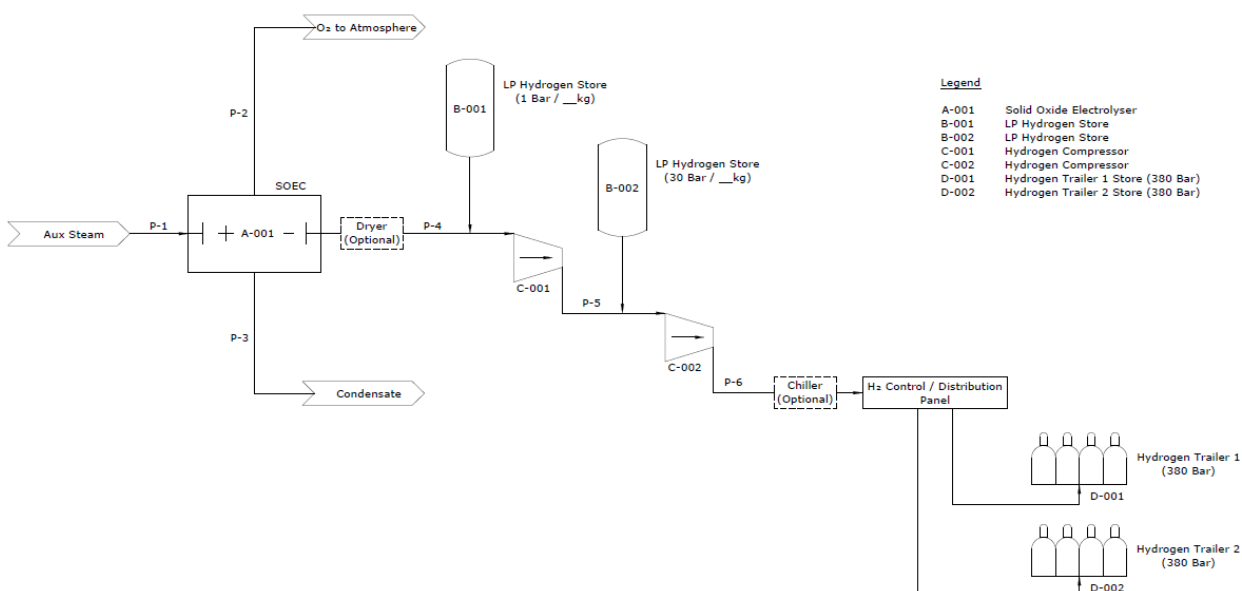 O₂ to Atmosphere
P-2
B-001
LP Hydrogen Store
(1 Bar / __kg)
B-002
LP Hydrogen Store
(30 Bar / __kg)
Legend
A-001 Solid Oxide Electrolyser
B-001 LP Hydrogen Store
B-002 LP Hydrogen Store
C-001 Hydrogen Compressor
C-002 Hydrogen Compressor
D-001 Hydrogen Trailer 1 Store (380 Bar)
D-002 Hydrogen Trailer 2 Store (380 Bar)
SOEC
Aux Steam
P-1
A-001
Dryer
(Optional)
P-4
C-001
P-5
C-002
P-3
Condensate
P-6
Chiller
(Optional)
H₂ Control / Distribution
Panel
Hydrogen Trailer 1
(380 Bar)
D-001
Hydrogen Trailer 2
(380 Bar)
D-002